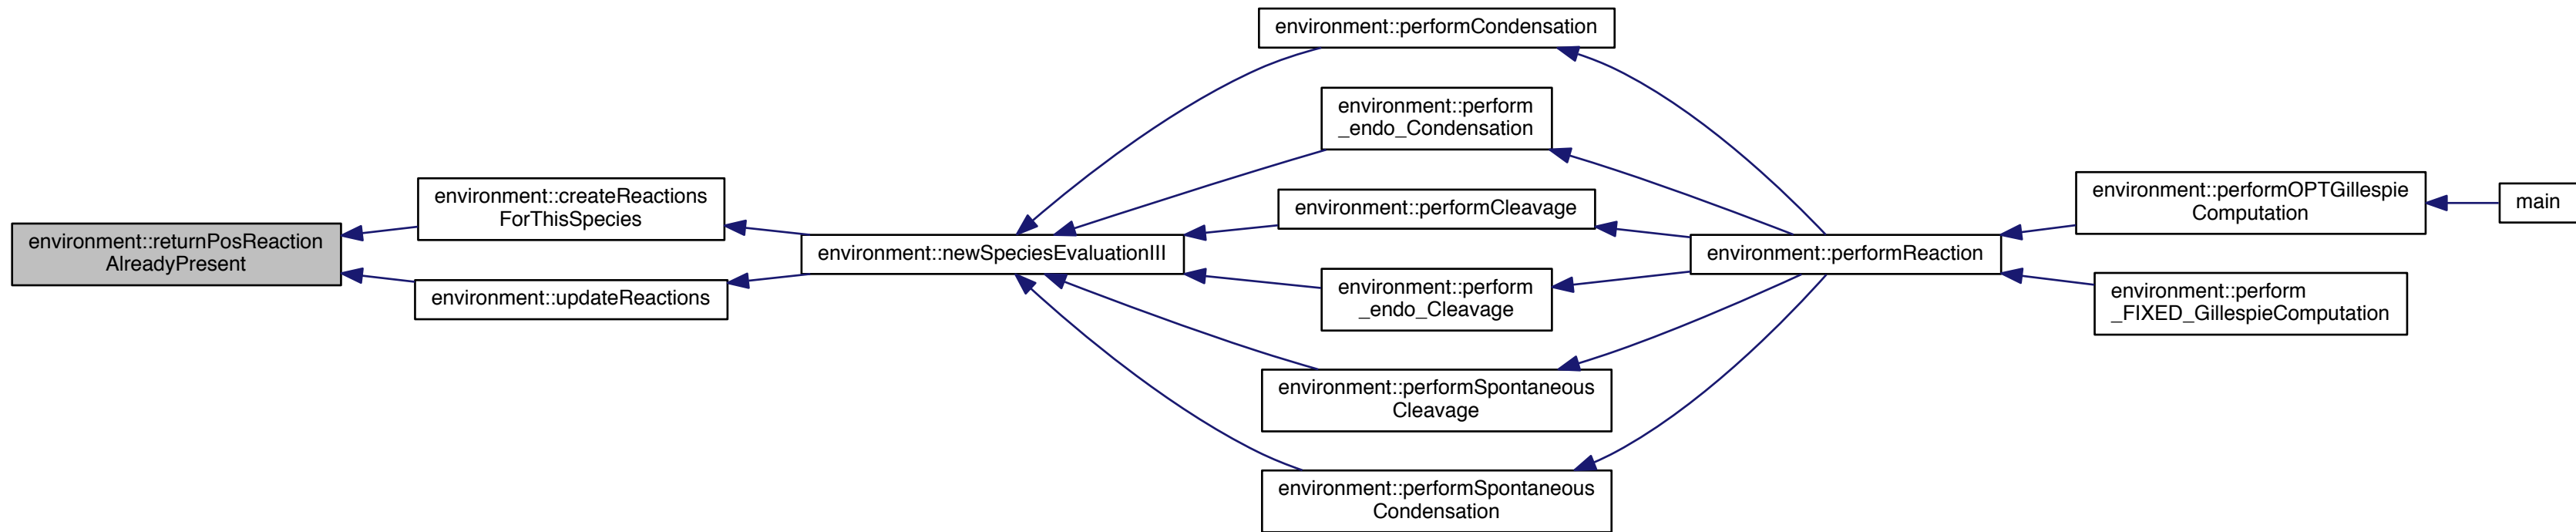 environment::returnPosReaction
AlreadyPresent
environment::createReactions
ForThisSpecies
environment::updateReactions
environment::newSpeciesEvaluationIII
environment::performCondensation
environment::perform
_endo_Condensation
environment::performCleavage
environment::perform
_endo_Cleavage
environment::performSpontaneous
Cleavage
environment::performSpontaneous
Condensation
environment::performReaction
environment::performOPTGillespie
Computation
environment::perform
_FIXED_GillespieComputation
main